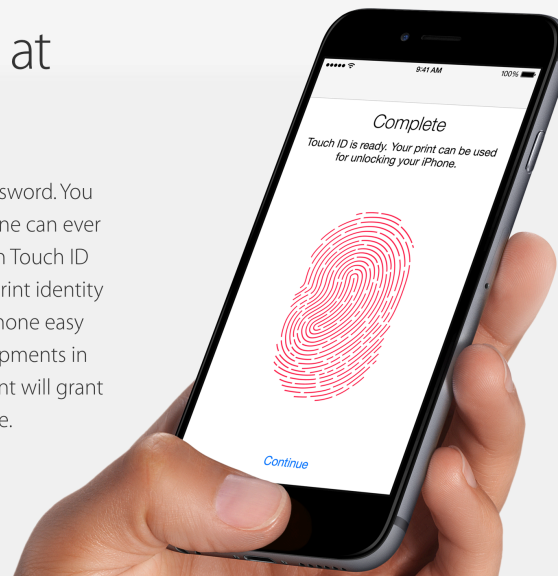 at
sword. You
ne can ever
n Touch ID
rint identity
hone easy
pments in
nt will grant
e.
9:41 AM
100%
Complete
Touch ID is ready. Your print can be used
for unlocking your iPhone.
Continue